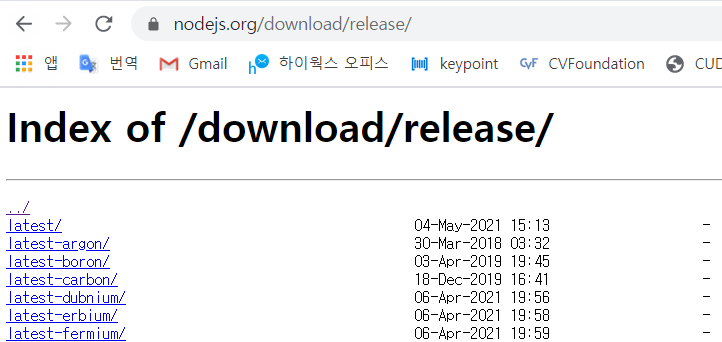 nodejs.org/download/release/
앱 번역 Gmail 하이웍스 오피스 keypoint CVFoundation CUD
Index of /download/release/
../
latest/ 04-May-2021 15:13 -
latest-argon/ 30-Mar-2018 03:32 -
latest-boron/ 03-Apr-2019 19:45 -
latest-carbon/ 18-Dec-2019 16:41 -
latest-dubnium/ 06-Apr-2021 19:56 -
latest-erbium/ 06-Apr-2021 19:58 -
latest-fermium/ 06-Apr-2021 19:59 -